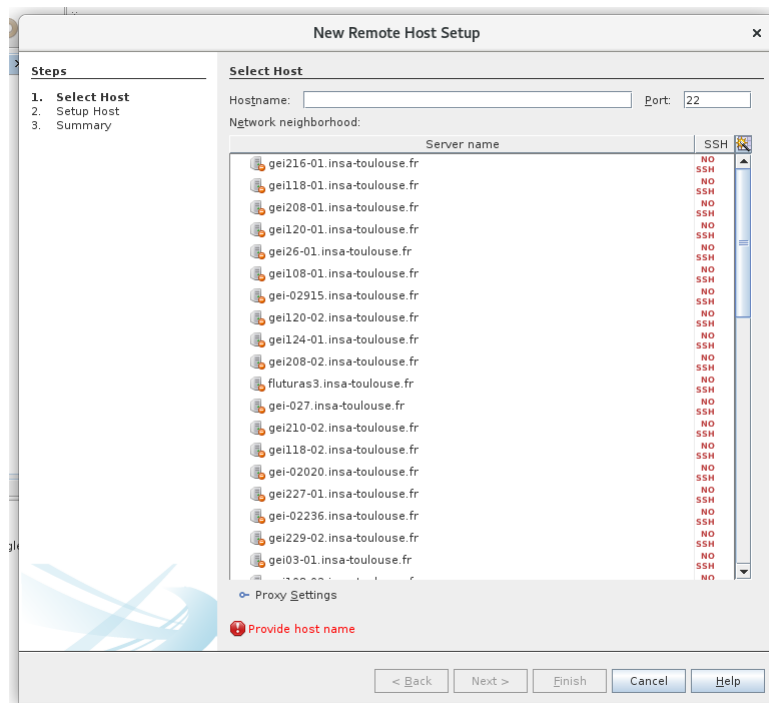 New Remote Host Setup
Steps
1. Select Host
2. Setup Host
3. Summary
Select Host
Hostname:
Port: 22
Network neighborhood:
Server name SSH
gei216-01.insa-toulouse.fr NO SSH
gei118-01.insa-toulouse.fr NO SSH
gei208-01.insa-toulouse.fr NO SSH
gei120-01.insa-toulouse.fr NO SSH
gei26-01.insa-toulouse.fr NO SSH
gei108-01.insa-toulouse.fr NO SSH
gei-02915.insa-toulouse.fr NO SSH
gei120-02.insa-toulouse.fr NO SSH
gei124-01.insa-toulouse.fr NO SSH
gei208-02.insa-toulouse.fr NO SSH
fluturas3.insa-toulouse.fr NO SSH
gei-027.insa-toulouse.fr NO SSH
gei210-02.insa-toulouse.fr NO SSH
gei118-02.insa-toulouse.fr NO SSH
gei-02020.insa-toulouse.fr NO SSH
gei227-01.insa-toulouse.fr NO SSH
gei-02236.insa-toulouse.fr NO SSH
gei229-02.insa-toulouse.fr NO SSH
gei03-01.insa-toulouse.fr NO SSH
NO
Proxy Settings
Provide host name
< Back Next > Finish Cancel Help